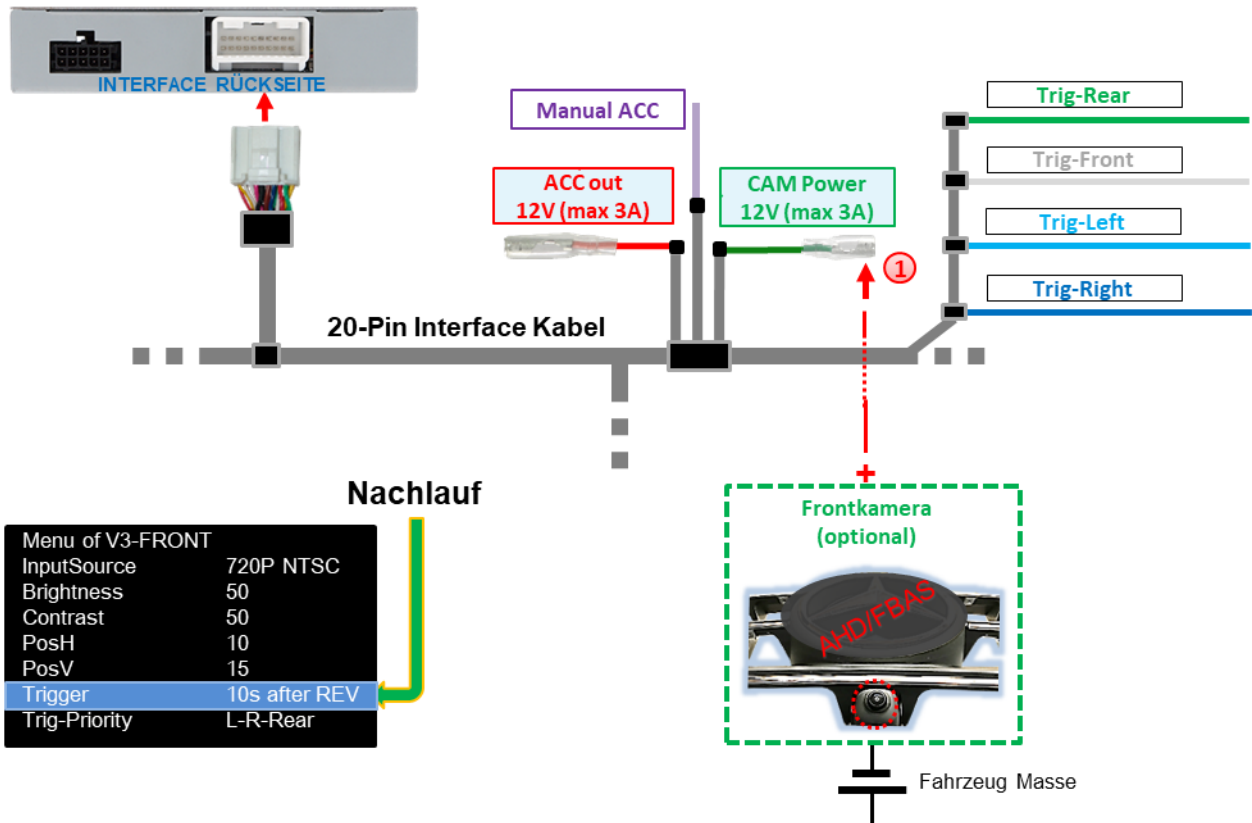 INTERFACE RÜCKSEITE
Manual ACC
ACC out
12V (max 3A)
CAM Power
12V (max 3A)
Trig-Rear
Trig-Front
Trig-Left
Trig-Right
1
20-Pin Interface Kabel
Nachlauf
Menu of V3-FRONT
InputSource 720P NTSC
Brightness 50
Contrast 50
PosH 10
PosV 15
Trigger 10s after REV
Trig-Priority L-R-Rear
+
Frontkamera
(optional)
AHD/FBAS
Fahrzeug Masse